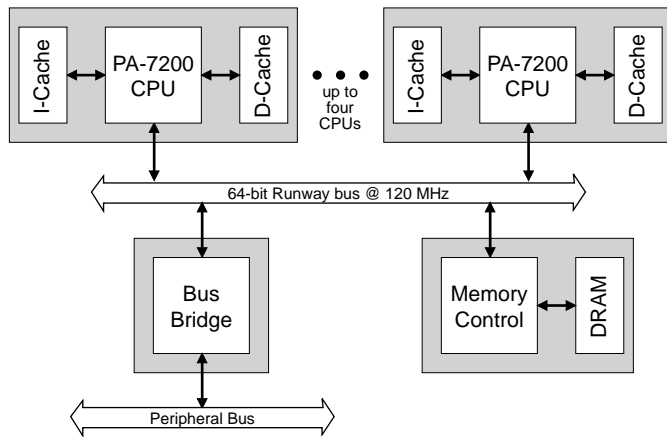 I-Cache
PA-7200
CPU
D-Cache
up to
four
CPUs
I-Cache
PA-7200
CPU
D-Cache
64-bit Runway bus @ 120 MHz
Bus
Bridge
Memory
Control
DRAM
Peripheral Bus